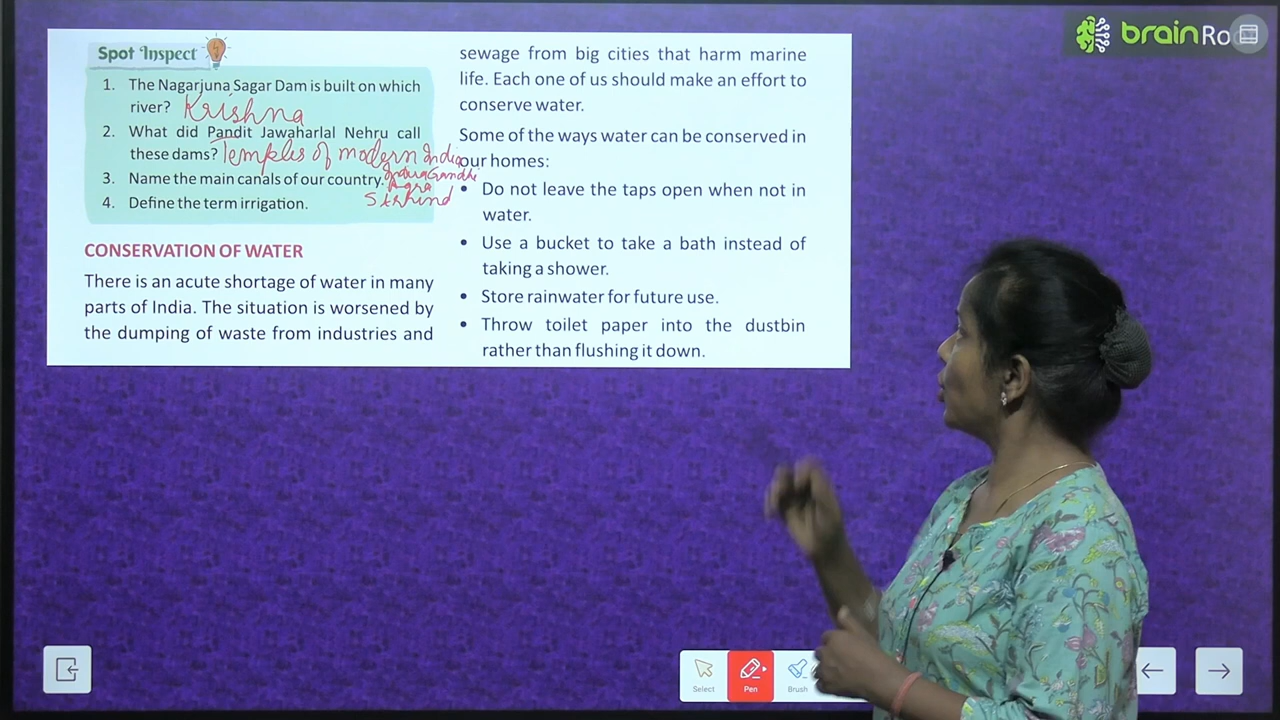 Spot Inspect
1. The Nagarjuna Sagar Dam is built on which
river? Krishna
2. What did Pandit Jawaharlal Nehru call
these dams? Temples of modern India
3. Name the main canals of our country. Indira Gandhi
Agra
4. Define the term irrigation. Sirhind
CONSERVATION OF WATER
There is an acute shortage of water in many
parts of India. The situation is worsened by
the dumping of waste from industries and
sewage from big cities that harm marine
life. Each one of us should make an effort to
conserve water.
Some of the ways water can be conserved in
our homes:
• Do not leave the taps open when not in
water.
• Use a bucket to take a bath instead of
taking a shower.
• Store rainwater for future use.
• Throw toilet paper into the dustbin
rather than flushing it down.
brainRo
Select
Pen
Brush